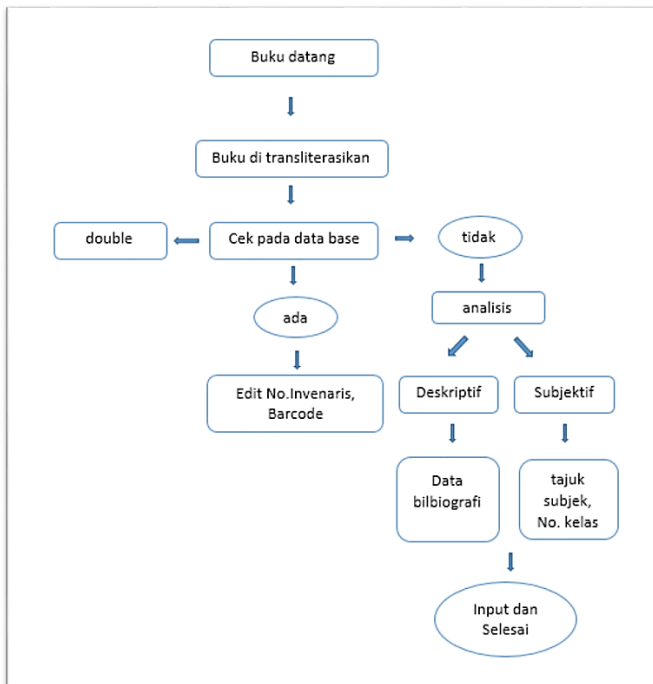 Buku datang
Buku di transliterasikan
double
Cek pada data base
tidak
ada
analisis
Edit No.Invenaris,
Barcode
Deskriptif
Subjektif
Data
bilbiografi
tajuk
subjek,
No. kelas
Input dan
Selesai